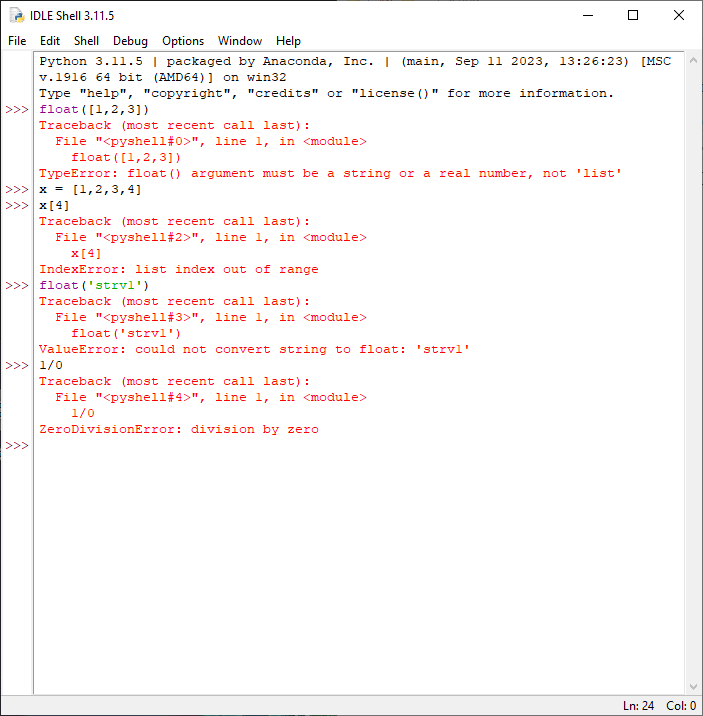 IDLE Shell 3.11.5
File Edit Shell Debug Options Window Help
Python 3.11.5 | packaged by Anaconda, Inc. | (main, Sep 11 2023, 13:26:23) [MSC
v.1916 64 bit (AMD64)] on win32
Type "help", "copyright", "credits" or "license()" for more information.
>>> float([1,2,3])
Traceback (most recent call last):
  File "<pyshell#0>", line 1, in <module>
    float([1,2,3])
TypeError: float() argument must be a string or a real number, not 'list'
>>> x = [1,2,3,4]
>>> x[4]
Traceback (most recent call last):
  File "<pyshell#2>", line 1, in <module>
    x[4]
IndexError: list index out of range
>>> float('strv1')
Traceback (most recent call last):
  File "<pyshell#3>", line 1, in <module>
    float('strv1')
ValueError: could not convert string to float: 'strv1'
>>> 1/0
Traceback (most recent call last):
  File "<pyshell#4>", line 1, in <module>
    1/0
ZeroDivisionError: division by zero
>>>
Ln: 24 Col: 0